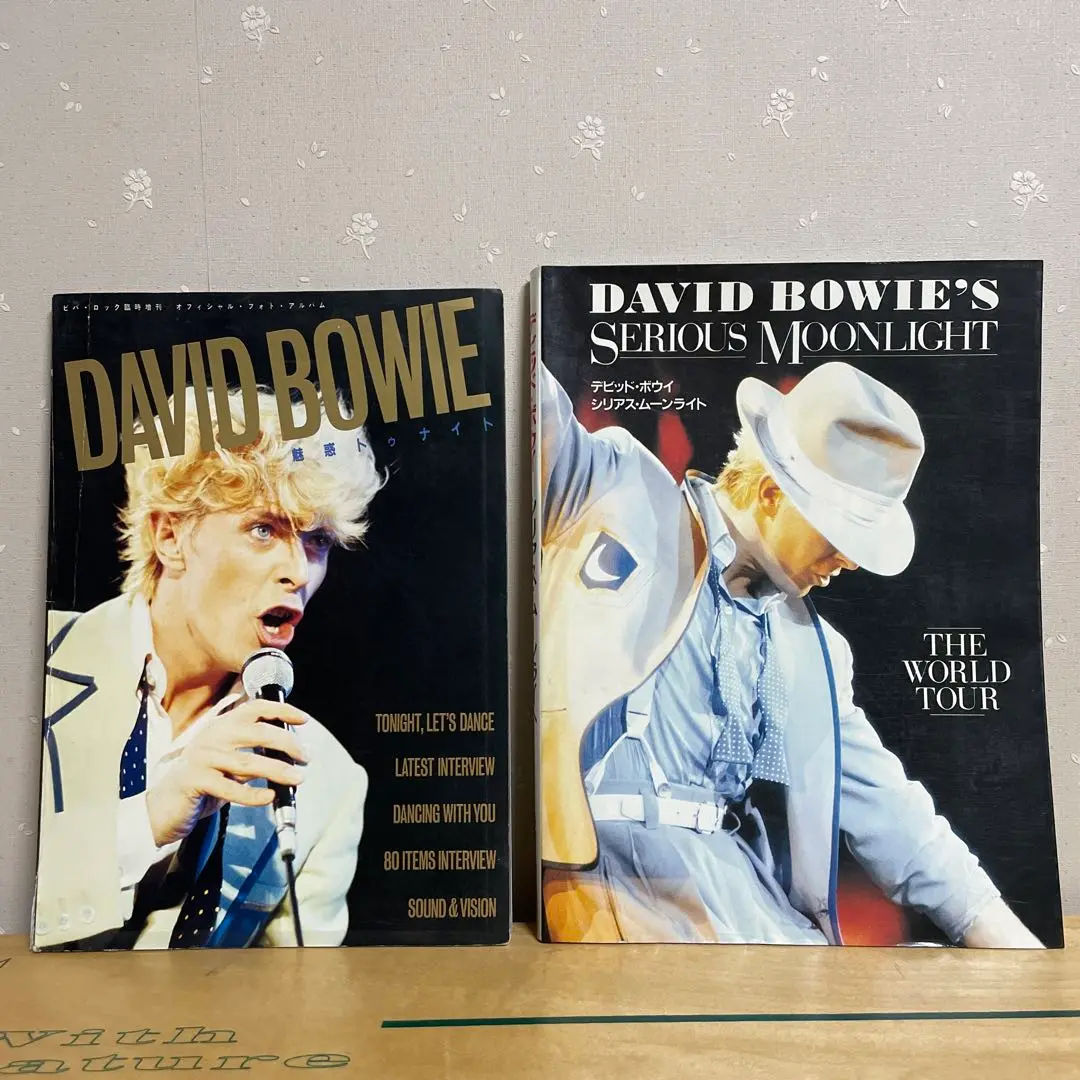 ビバ・ロック臨時増刊・オフィシャル・フォト・アルバム
DAVID BOWIE
魅惑トゥナイト
TONIGHT, LET'S DANCE
LATEST INTERVIEW
DANCING WITH YOU
80 ITEMS INTERVIEW
SOUND & VISION
DAVID BOWIE'S
SERIOUS MOONLIGHT
デビッド・ボウイ
シリアス・ムーンライト
THE
WORLD
TOUR
with
ature